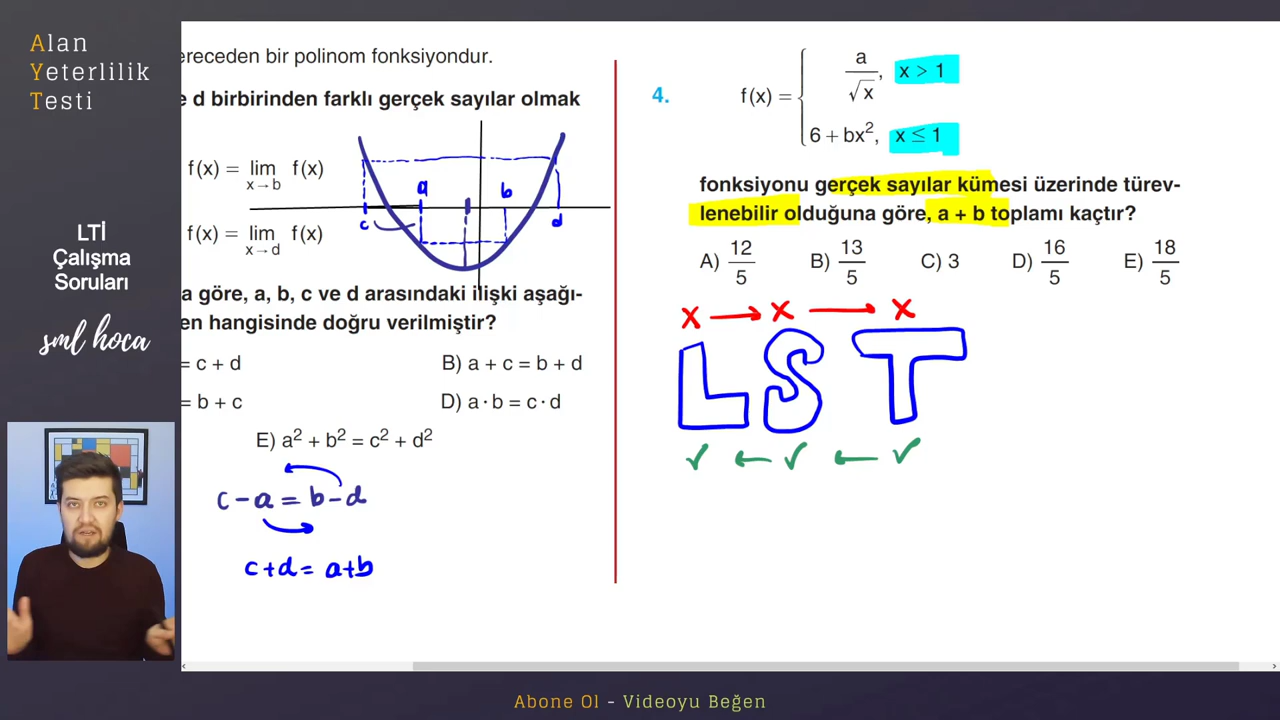 Alan
Yeterlilik
Testi
LTİ
Çalışma
Soruları
sml hoca
ereceden bir polinom fonksiyondur.
e d birbirinden farklı gerçek sayılar olmak
f(x) = lim f(x)
x→b
f(x) = lim f(x)
x→d
a b
c d
a göre, a, b, c ve d arasındaki ilişki aşağı-
en hangisinde doğru verilmiştir?
= c + d
B) a + c = b + d
= b + c
D) a · b = c · d
E) a² + b² = c² + d²
c - a = b - d
c+d = a+b
4.
f(x) =
a
√x
, x > 1
6 + bx², x ≤ 1
fonksiyonu gerçek sayılar kümesi üzerinde türev-
lenebilir olduğuna göre, a + b toplamı kaçtır?
A) 12/5 B) 13/5 C) 3 D) 16/5 E) 18/5
x → x → x
L S T
✓ ← ✓ ← ✓
Abone Ol - Videoyu Beğen